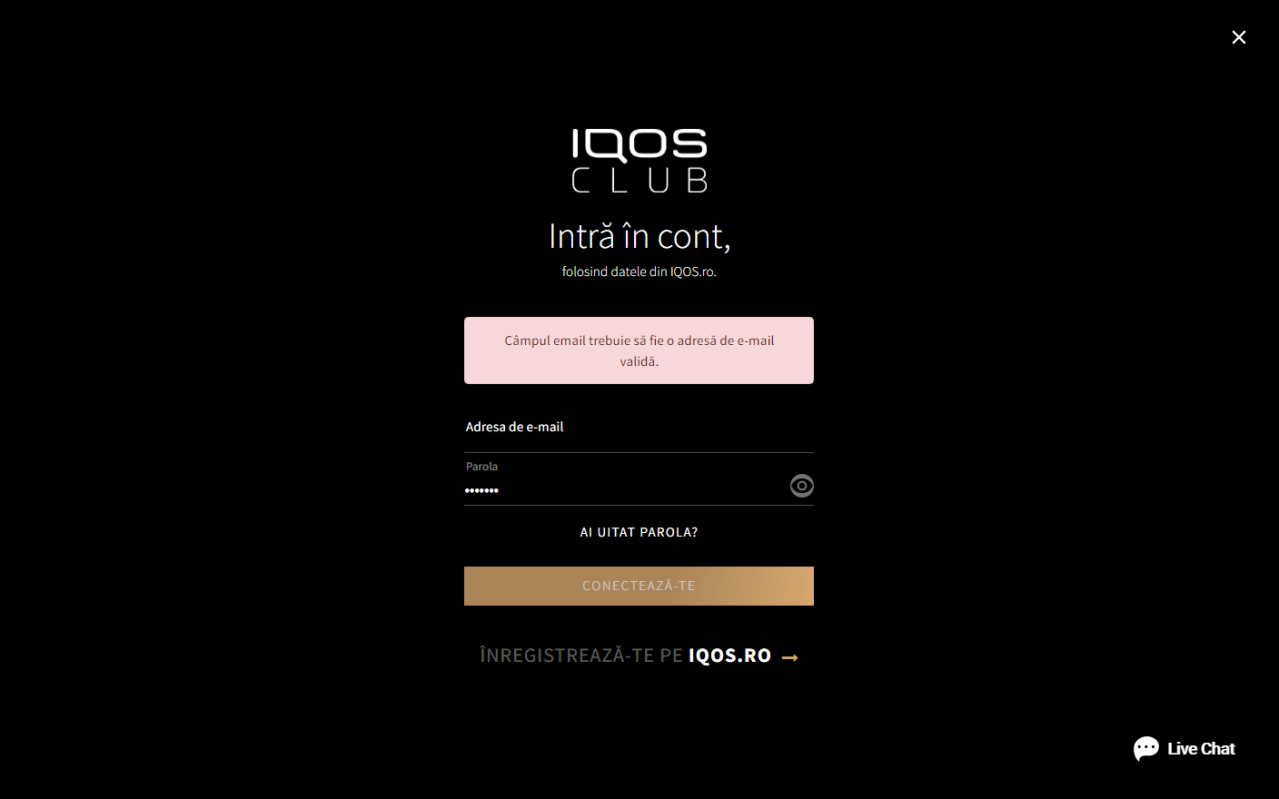 IQOS
CLUB
Intră în cont,
folosind datele din IQOS.ro.
Câmpul email trebuie să fie o adresă de e-mail
validă.
Adresa de e-mail
Parola
•••••••
AI UITAT PAROLA?
CONECTEAZĂ-TE
ÎNREGISTREAZĂ-TE PE IQOS.RO →
Live Chat